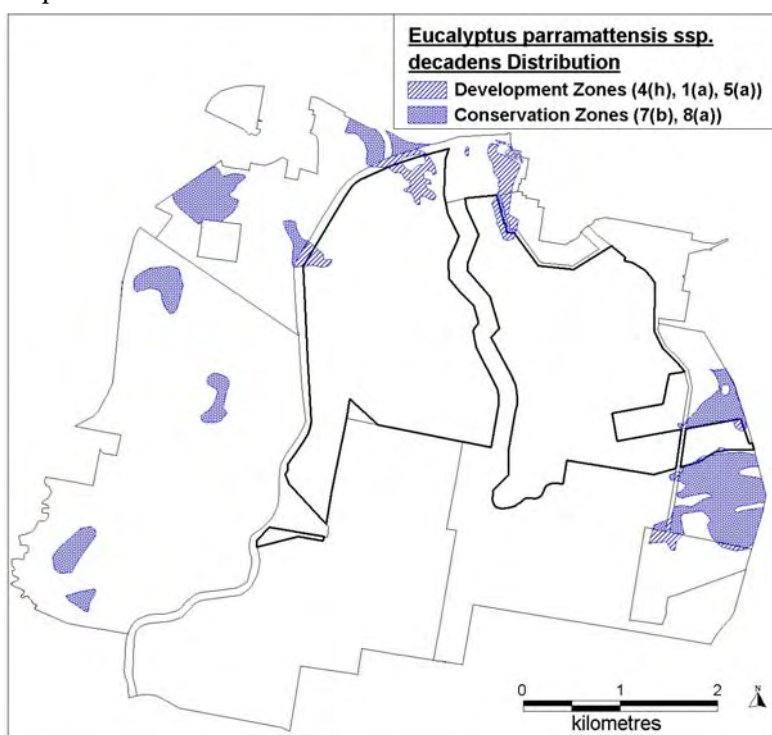 Eucalyptus parramattensis ssp.
decadens Distribution
Development Zones (4(h), 1(a), 5(a))
Conservation Zones (7(b), 8(a))
N
0 1 2
kilometres